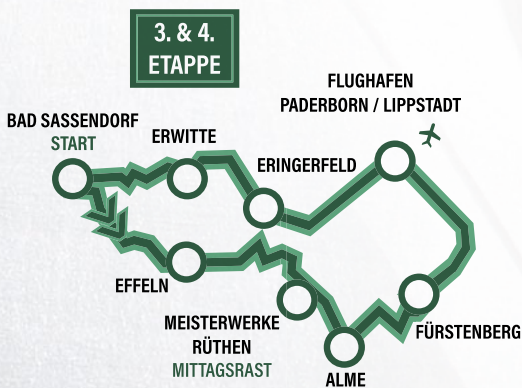 3. & 4.
ETAPPE
FLUGHAFEN
PADERBORN / LIPPSTADT
BAD SASSENDORF
START
ERWITTE
ERINGERFELD
EFFELN
MEISTERWERKE
RÜTHEN
MITTAGSRAST
FÜRSTENBERG
ALME